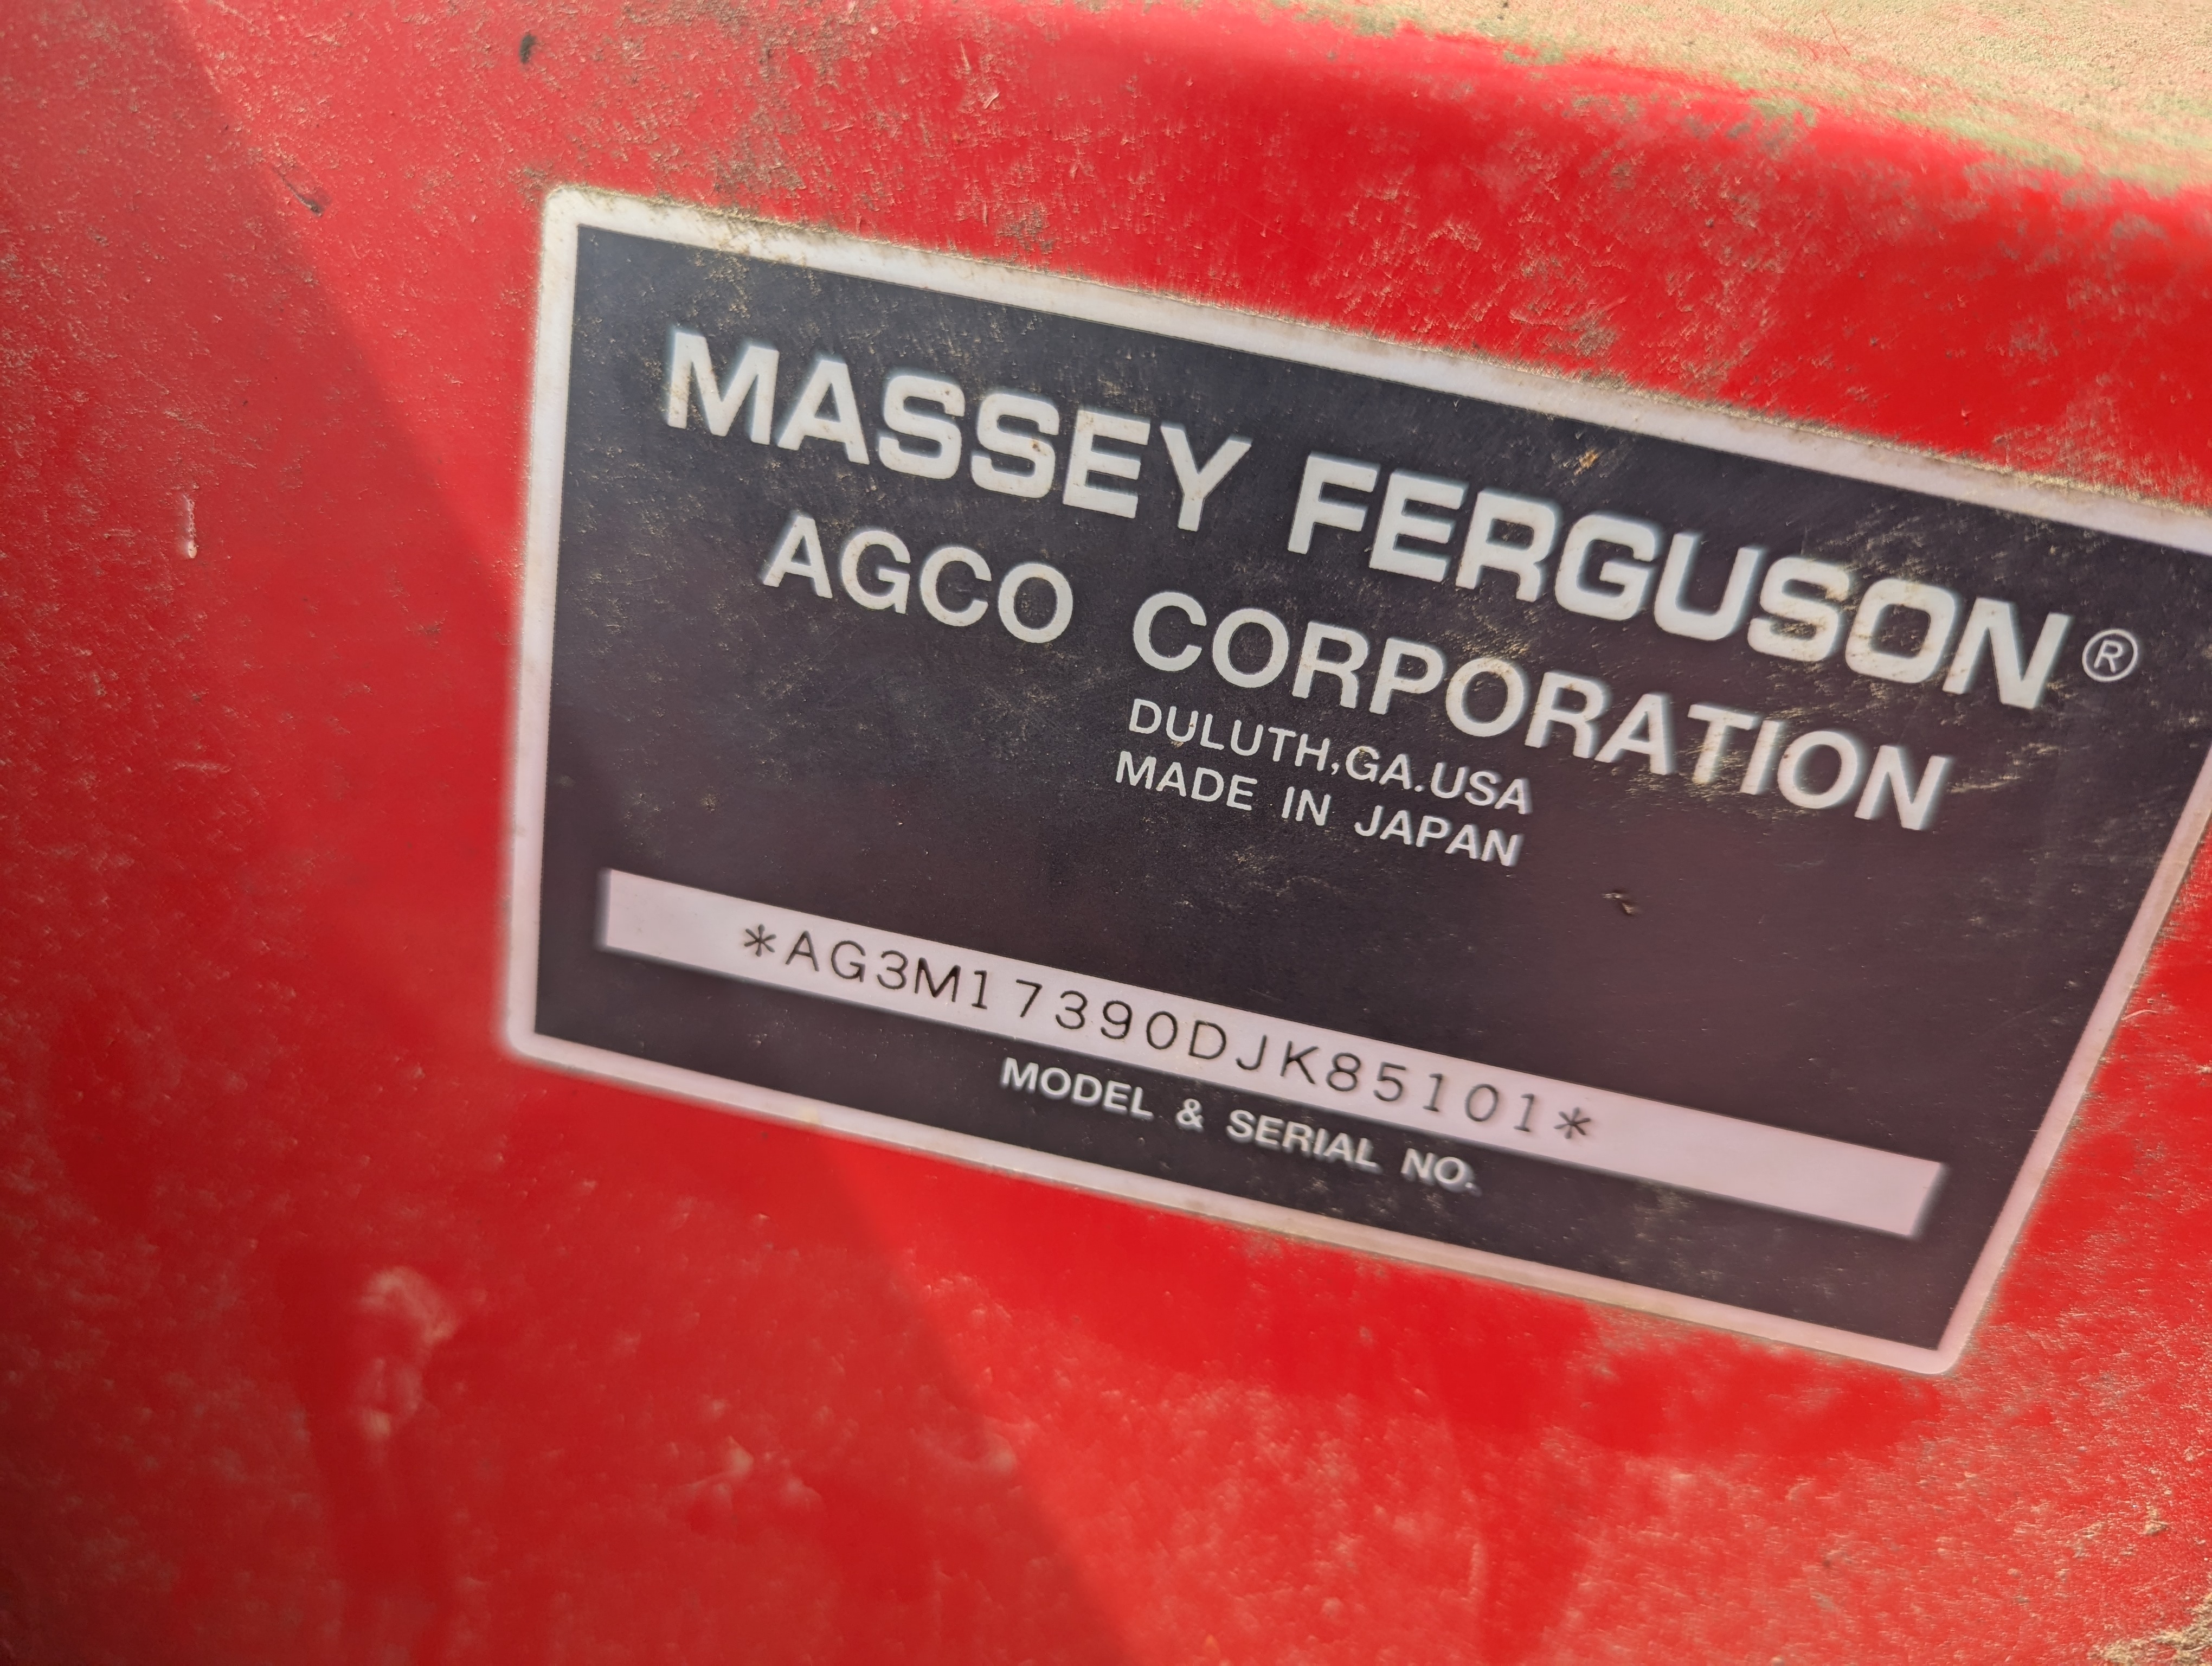 MASSEY FERGUSON®
AGCO CORPORATION
DULUTH,GA.USA
MADE IN JAPAN
*AG3M17390DJK85101*
MODEL & SERIAL NO.